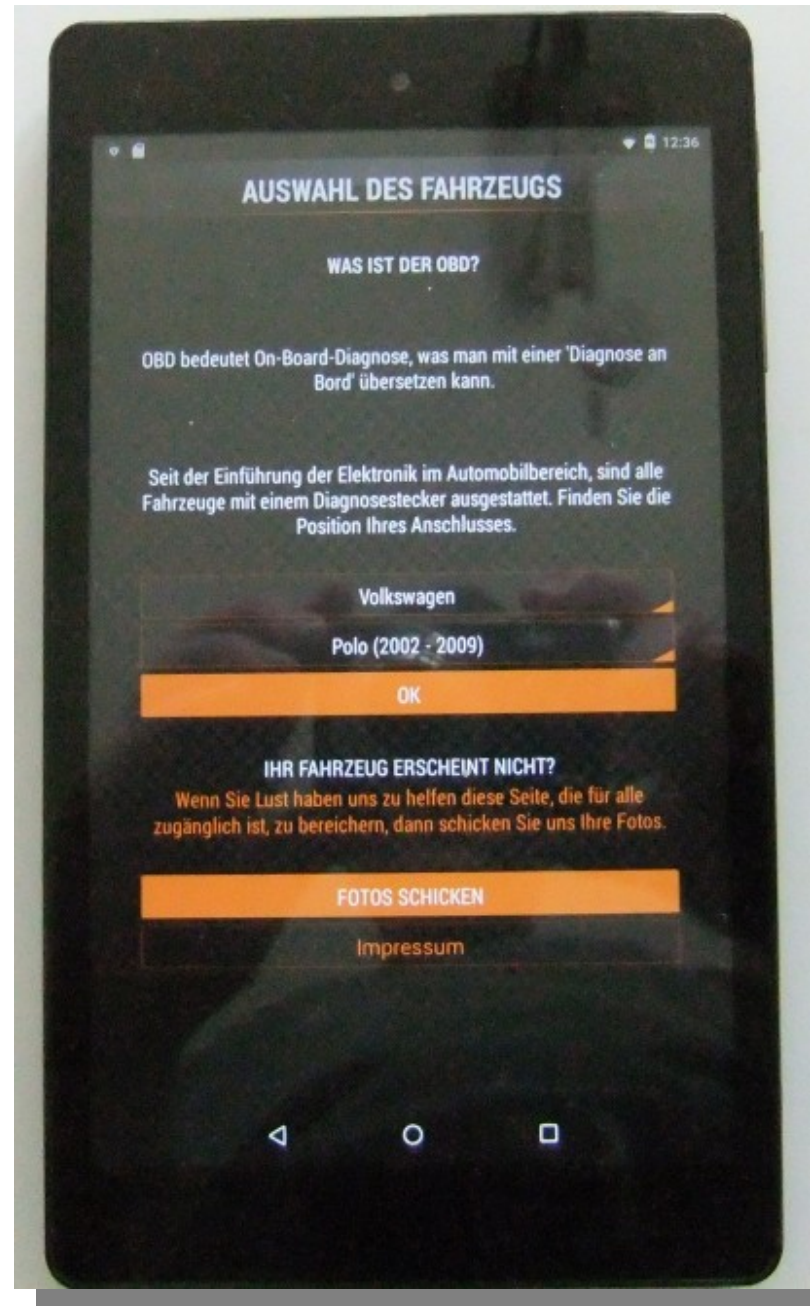 12:36
AUSWAHL DES FAHRZEUGS
WAS IST DER OBD?
OBD bedeutet On-Board-Diagnose, was man mit einer 'Diagnose an
Bord' übersetzen kann.
Seit der Einführung der Elektronik im Automobilbereich, sind alle
Fahrzeuge mit einem Diagnosestecker ausgestattet. Finden Sie die
Position Ihres Anschlusses.
Volkswagen
Polo (2002 - 2009)
OK
IHR FAHRZEUG ERSCHEINT NICHT?
Wenn Sie Lust haben uns zu helfen diese Seite, die für alle
zugänglich ist, zu bereichern, dann schicken Sie uns Ihre Fotos.
FOTOS SCHICKEN
Impressum